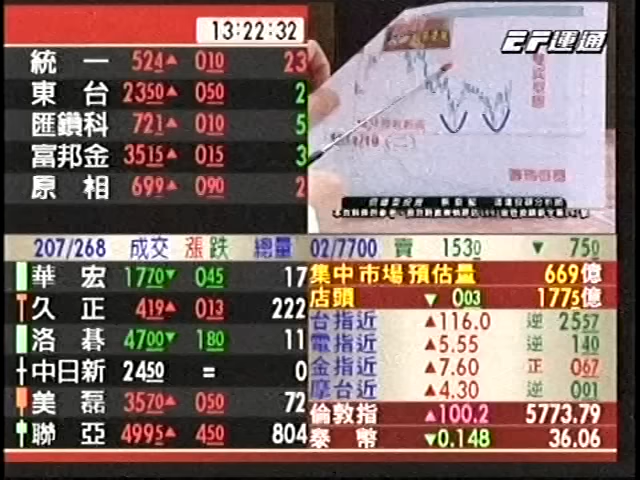 13:22:32
EF運通
統一 524▲ 010 23
東台 2350▲ 050 2
匯鑽科 721▲ 010 5
富邦金 3515▲ 015 3
原相 699▲ 090 2
207/268 成交 漲跌 總量
華宏 1770▼ 045 17
久正 419▲ 013 222
洛碁 4700▼ 180 11
中日新 2450 = 0
美磊 3570▲ 050 72
聯亞 4995▲ 450 804
02/7700 賣 1530 ▼ 750
集中市場預估量 669億
店頭 ▼ 003 1775億
台指近 ▲116.0 逆 2557
電指近 ▲5.55 逆 140
金指近 ▲7.60 正 067
摩台近 ▲4.30 逆 001
倫敦指 ▲100.2 5773.79
泰幣 ▼0.148 36.06